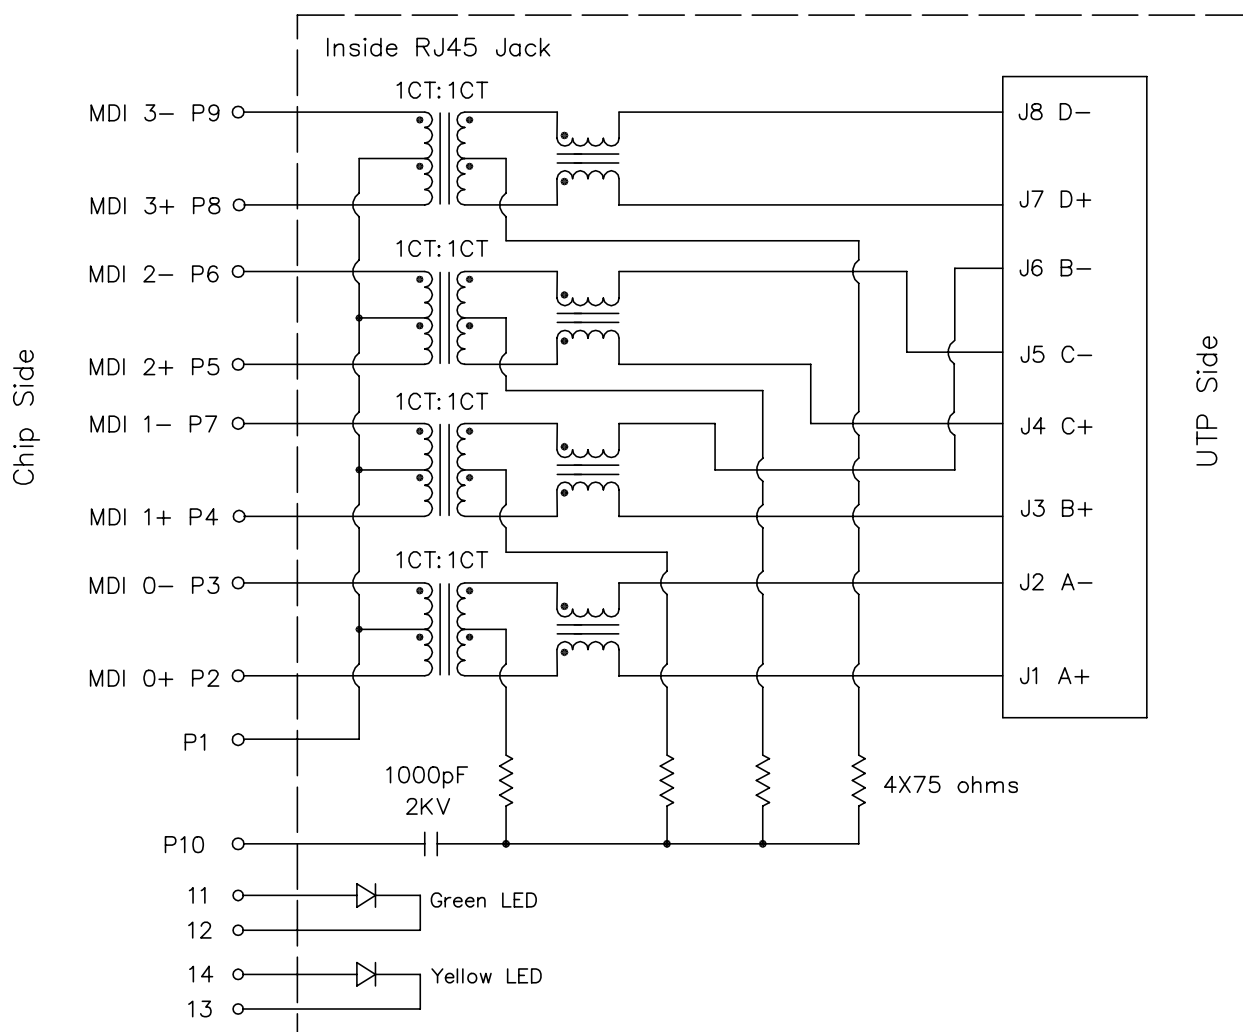 Inside RJ45 Jack
1CT:1CT
MDI 3- P9
J8 D-
MDI 3+ P8
J7 D+
1CT:1CT
MDI 2- P6
J6 B-
J5 C-
MDI 2+ P5
1CT:1CT
MDI 1- P7
J4 C+
Chip Side
UTP Side
MDI 1+ P4
J3 B+
1CT:1CT
MDI 0- P3
J2 A-
MDI 0+ P2
J1 A+
P1
1000pF
2KV
4X75 ohms
P10
11
Green LED
12
14
Yellow LED
13